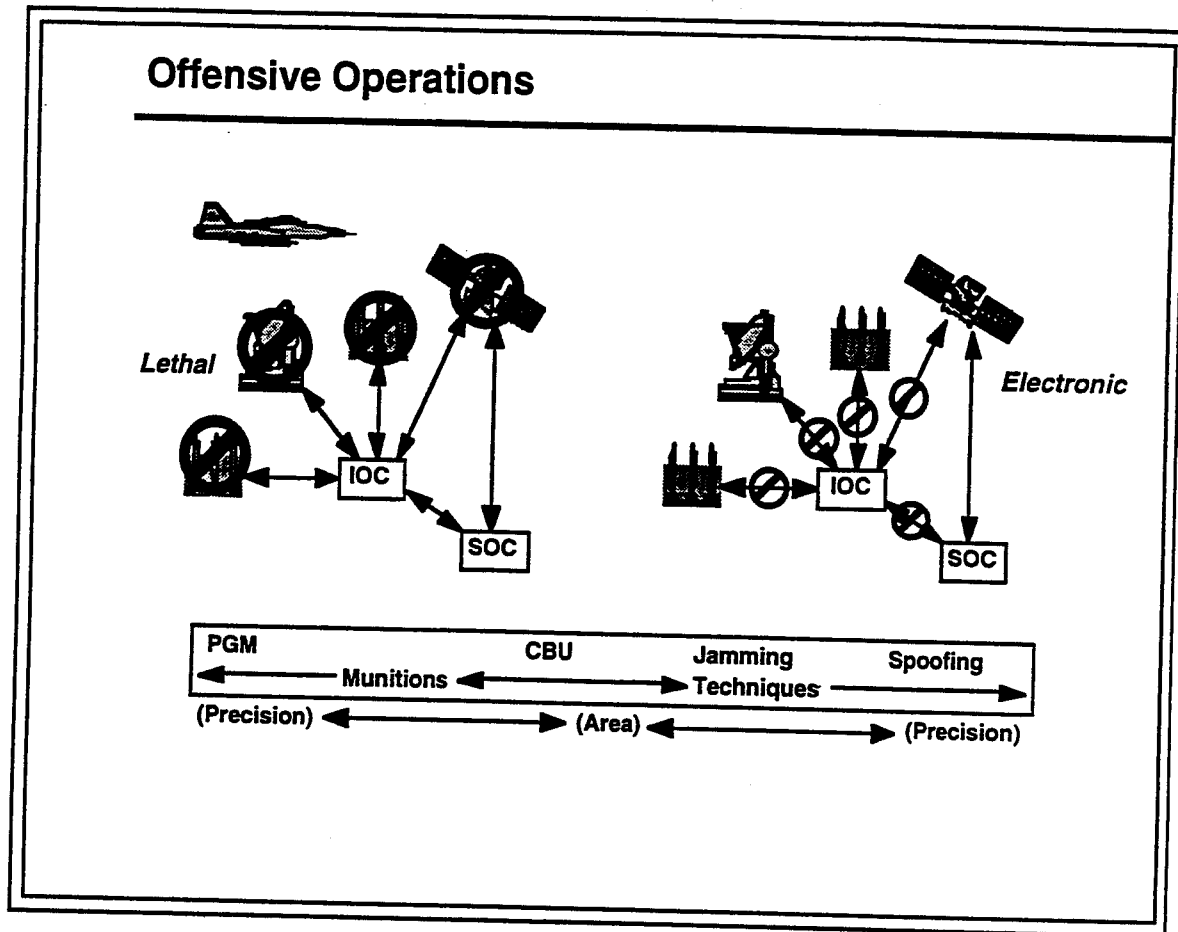 Offensive Operations
Lethal
Electronic
IOC
SOC
IOC
SOC
PGM CBU Jamming Spoofing
Munitions Techniques
(Precision) (Area) (Precision)